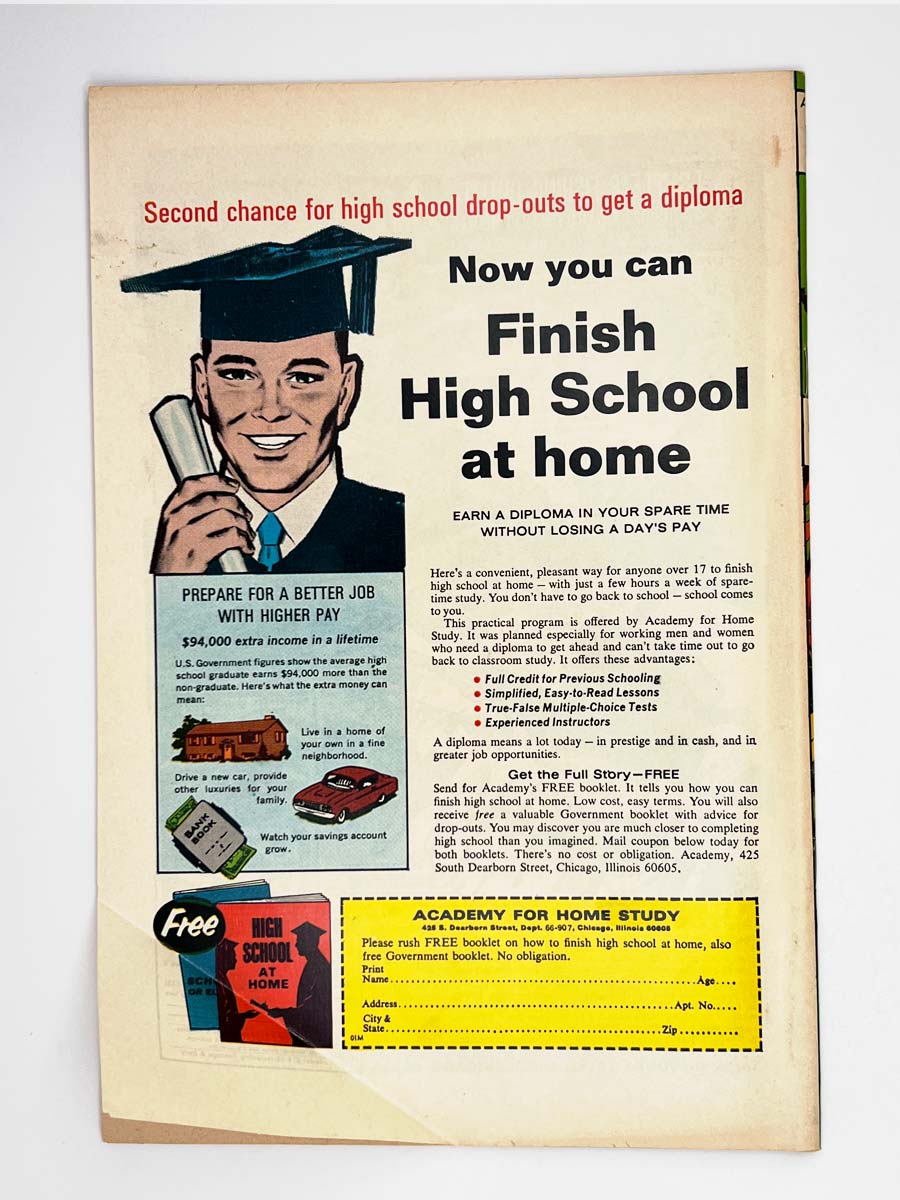 Second chance for high school drop-outs to get a diploma
Now you can
Finish
High School
at home
EARN A DIPLOMA IN YOUR SPARE TIME
WITHOUT LOSING A DAY'S PAY
Here's a convenient, pleasant way for anyone over 17 to finish
high school at home — with just a few hours a week of spare-
time study. You don't have to go back to school — school comes
to you.
This practical program is offered by Academy for Home
Study. It was planned especially for working men and women
who need a diploma to get ahead and can't take time out to go
back to classroom study. It offers these advantages:
● Full Credit for Previous Schooling
● Simplified, Easy-to-Read Lessons
● True-False Multiple-Choice Tests
● Experienced Instructors
A diploma means a lot today — in prestige and in cash, and in
greater job opportunities.
Get the Full Story—FREE
Send for Academy's FREE booklet. It tells you how you can
finish high school at home. Low cost, easy terms. You will also
receive free a valuable Government booklet with advice for
drop-outs. You may discover you are much closer to completing
high school than you imagined. Mail coupon below today for
both booklets. There's no cost or obligation. Academy, 425
South Dearborn Street, Chicago, Illinois 60605.
PREPARE FOR A BETTER JOB
WITH HIGHER PAY
$94,000 extra income in a lifetime
U.S. Government figures show the average high
school graduate earns $94,000 more than the
non-graduate. Here's what the extra money can
mean:
Live in a home of
your own in a fine
neighborhood.
Drive a new car, provide
other luxuries for your
family.
BANK
BOOK
Watch your savings account
grow.
Free
HIGH
SCHOOL
AT
HOME
SCH
OR EL
ACADEMY FOR HOME STUDY
425 S. Dearborn Street, Dept. 66-907, Chicago, Illinois 60605
Please rush FREE booklet on how to finish high school at home, also
free Government booklet. No obligation.
Print
Name.......................................................Age....
Address..................................................Apt. No.....
City &
State.................................................Zip...........
01M